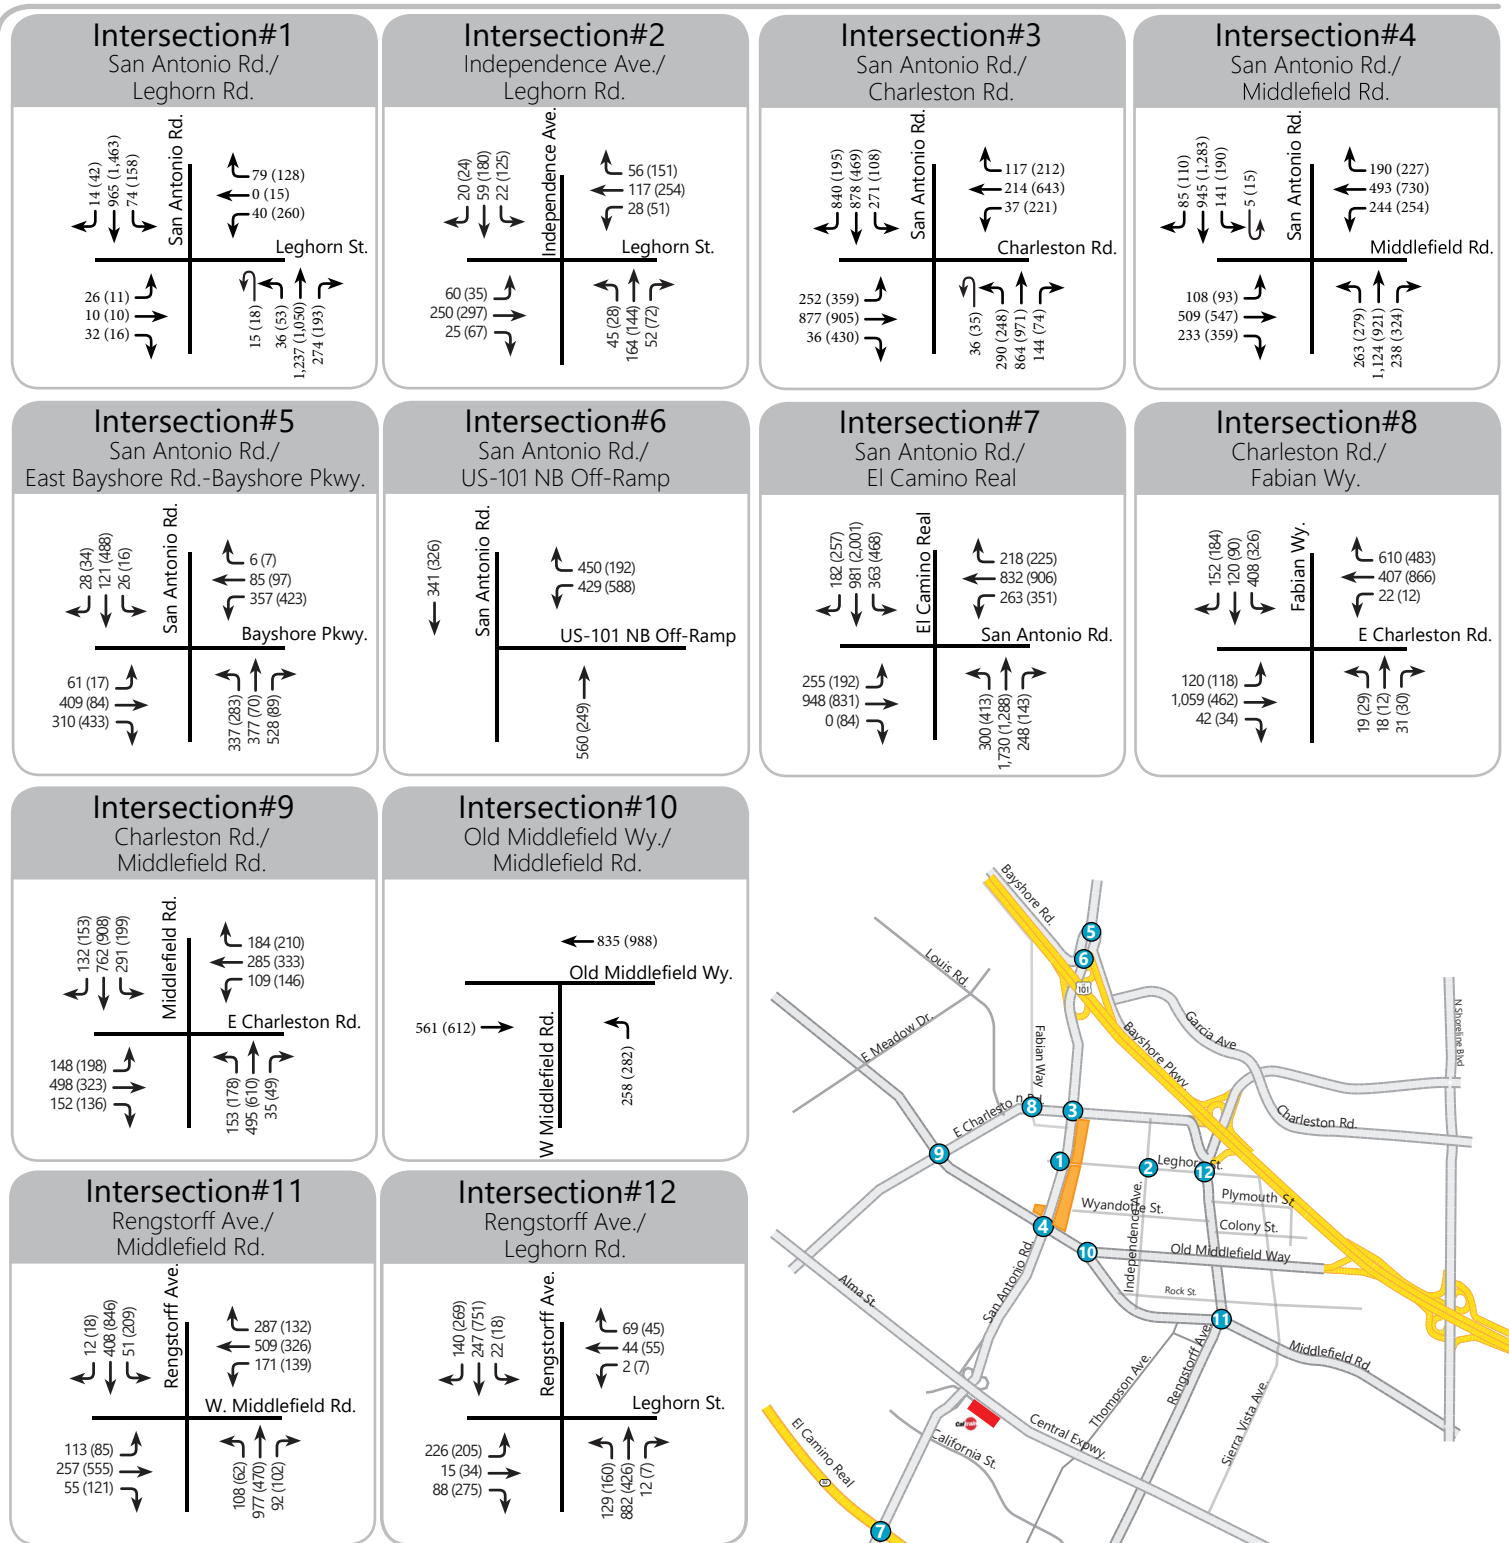 Intersection#1
San Antonio Rd./
Leghorn Rd.
14 (42)
965 (1,463)
74 (158)
San Antonio Rd.
79 (128)
0 (15)
40 (260)
Leghorn St.
26 (11)
10 (10)
32 (16)
15 (18)
36 (53)
1,237 (1,050)
274 (193)
Intersection#2
Independence Ave./
Leghorn Rd.
20 (24)
59 (180)
22 (125)
Independence Ave.
56 (151)
117 (254)
28 (51)
Leghorn St.
60 (35)
250 (297)
25 (67)
45 (28)
164 (144)
52 (72)
Intersection#3
San Antonio Rd./
Charleston Rd.
840 (195)
878 (469)
271 (108)
San Antonio Rd.
117 (212)
214 (643)
37 (221)
Charleston Rd.
252 (359)
877 (905)
36 (430)
36 (35)
290 (248)
864 (971)
144 (74)
Intersection#4
San Antonio Rd./
Middlefield Rd.
85 (110)
945 (1,283)
141 (190)
5 (15)
San Antonio Rd.
190 (227)
493 (730)
244 (254)
Middlefield Rd.
108 (93)
509 (547)
233 (359)
263 (279)
1,124 (921)
238 (324)
Intersection#5
San Antonio Rd./
East Bayshore Rd.-Bayshore Pkwy.
28 (34)
121 (488)
26 (16)
San Antonio Rd.
6 (7)
85 (97)
357 (423)
Bayshore Pkwy.
61 (17)
409 (84)
310 (433)
337 (283)
377 (70)
528 (89)
Intersection#6
San Antonio Rd./
US-101 NB Off-Ramp
341 (326)
San Antonio Rd.
450 (192)
429 (588)
US-101 NB Off-Ramp
560 (249)
Intersection#7
San Antonio Rd./
El Camino Real
182 (257)
981 (2,001)
363 (468)
El Camino Real
218 (225)
832 (906)
263 (351)
San Antonio Rd.
255 (192)
948 (831)
0 (84)
300 (413)
1,730 (1,288)
248 (143)
Intersection#8
Charleston Rd./
Fabian Wy.
152 (184)
120 (90)
408 (326)
Fabian Wy.
610 (483)
407 (866)
22 (12)
E Charleston Rd.
120 (118)
1,059 (462)
42 (34)
19 (29)
18 (12)
31 (30)
Intersection#9
Charleston Rd./
Middlefield Rd.
132 (153)
762 (908)
291 (199)
Middlefield Rd.
184 (210)
285 (333)
109 (146)
E Charleston Rd.
148 (198)
498 (323)
152 (136)
153 (178)
495 (610)
35 (49)
Intersection#10
Old Middlefield Wy./
Middlefield Rd.
835 (988)
Old Middlefield Wy.
561 (612)
W Middlefield Rd.
258 (282)
Intersection#11
Rengstorff Ave./
Middlefield Rd.
12 (18)
408 (846)
51 (209)
Rengstorff Ave.
287 (132)
509 (326)
171 (139)
W. Middlefield Rd.
113 (85)
257 (555)
55 (121)
108 (62)
977 (470)
92 (102)
Intersection#12
Rengstorff Ave./
Leghorn Rd.
140 (269)
247 (751)
22 (18)
Rengstorff Ave.
69 (45)
44 (55)
2 (7)
Leghorn St.
226 (205)
15 (34)
88 (275)
129 (160)
882 (426)
12 (7)
Bayshore Rd.
5
6
101
Louis Rd.
E Meadow Dr.
Fabian Way
Bayshore Pkwy.
Garcia Ave
N Shoreline Blvd
Charleston Rd.
E Charleston Rd.
8
3
9
1
2
Leghorn St.
12
Plymouth St.
Wyandotte St.
Colony St.
4
10
Old Middlefield Way
Independence Ave.
San Antonio Rd.
Rock St.
Alma St.
11
Middlefield Rd.
Thompson Ave.
Rengstorff Ave.
Sierra Vista Ave.
Caltrain
Central Expwy.
California St.
El Camino Real
82
7